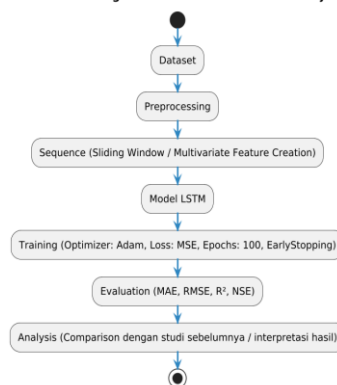 Dataset
Preprocessing
Sequence (Sliding Window / Multivariate Feature Creation)
Model LSTM
Training (Optimizer: Adam, Loss: MSE, Epochs: 100, EarlyStopping)
Evaluation (MAE, RMSE, R², NSE)
Analysis (Comparison dengan studi sebelumnya / interpretasi hasil)